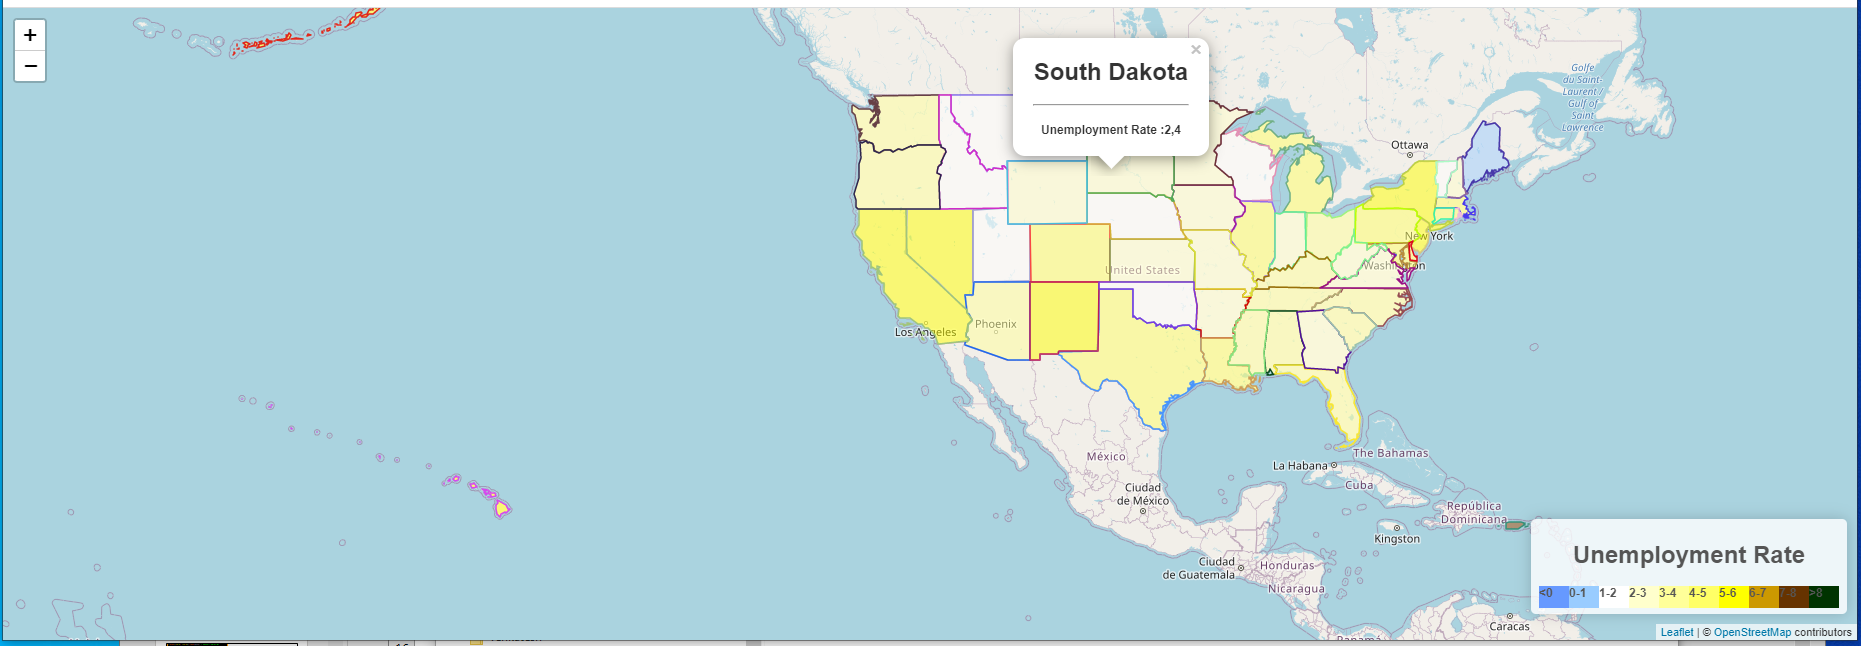 +
−
×
South Dakota
Unemployment Rate :2,4
Golfe
du Saint-
Laurent /
Gulf of
Saint
Lawrence
Ottawa
New York
Washington
United States
Phoenix
Los Angeles
México
Ciudad
de México
La Habana
The Bahamas
Cuba
República
Dominicana
Kingston
Ciudad
de Guatemala
Honduras
Nicaragua
Caracas
Panamá
Unemployment Rate
<0 0-1 1-2 2-3 3-4 4-5 5-6 6-7 7-8 >8
Leaflet | © OpenStreetMap contributors